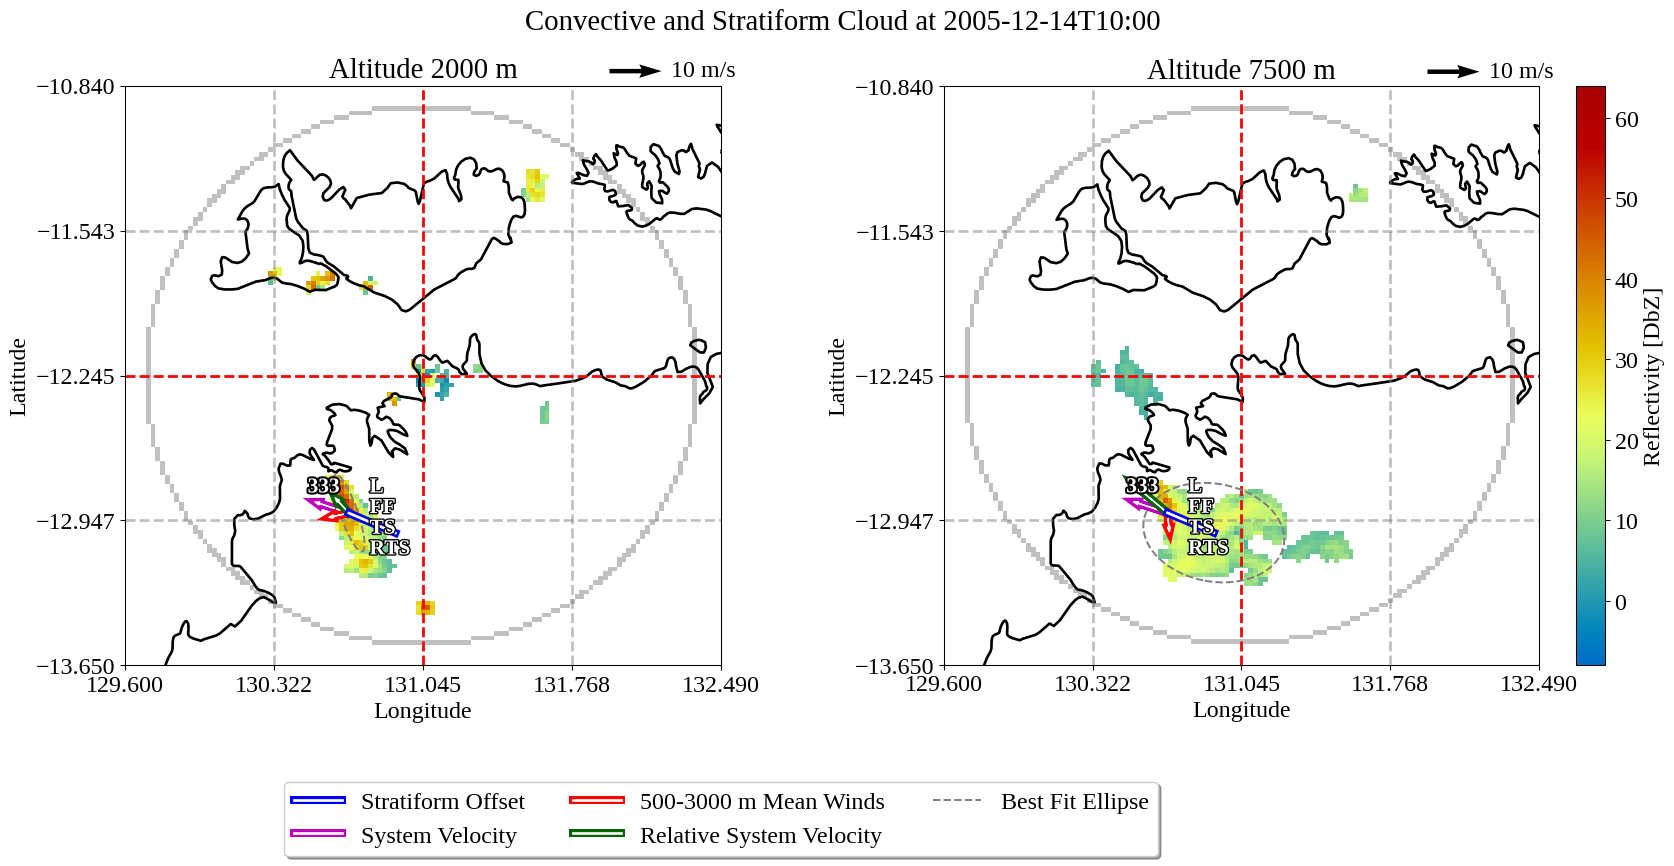 Convective and Stratiform Cloud at 2005-12-14T10:00
Altitude 2000 m
10 m/s
−10.840
−11.543
−12.245
−12.947
−13.650
129.600
130.322
131.045
131.768
132.490
Latitude
Longitude
333
L
FF
TS
RTS
Altitude 7500 m
10 m/s
−10.840
−11.543
−12.245
−12.947
−13.650
129.600
130.322
131.045
131.768
132.490
Latitude
Longitude
333
L
FF
TS
RTS
60
50
40
30
20
10
0
Reflectivity [DbZ]
Stratiform Offset
System Velocity
500-3000 m Mean Winds
Relative System Velocity
Best Fit Ellipse